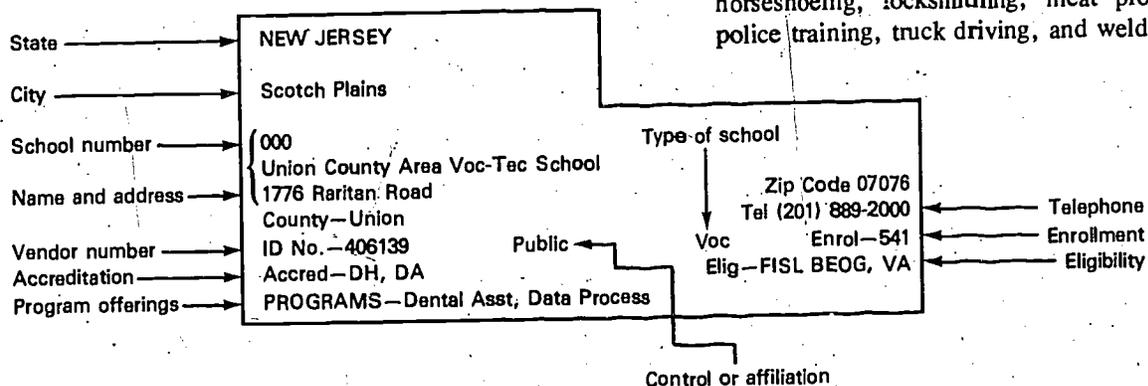 horseshoeing, locksmithing, meat
police training, truck driving, and
State
NEW JERSEY
City
Scotch Plains
School number
000
Type of school
Union County Area Voc-Tec School
Name and address
1776 Raritan Road
Zip Code 07076
County—Union
Tel (201) 889-2000
Telephone
Vendor number
ID No.—406139
Public
Voc
Enrol—541
Enrollment
Accreditation
Accred—DH, DA
Elig—FISL BEOG, VA
Eligibility
Program offerings
PROGRAMS—Dental Asst, Data Process
Control or affiliation